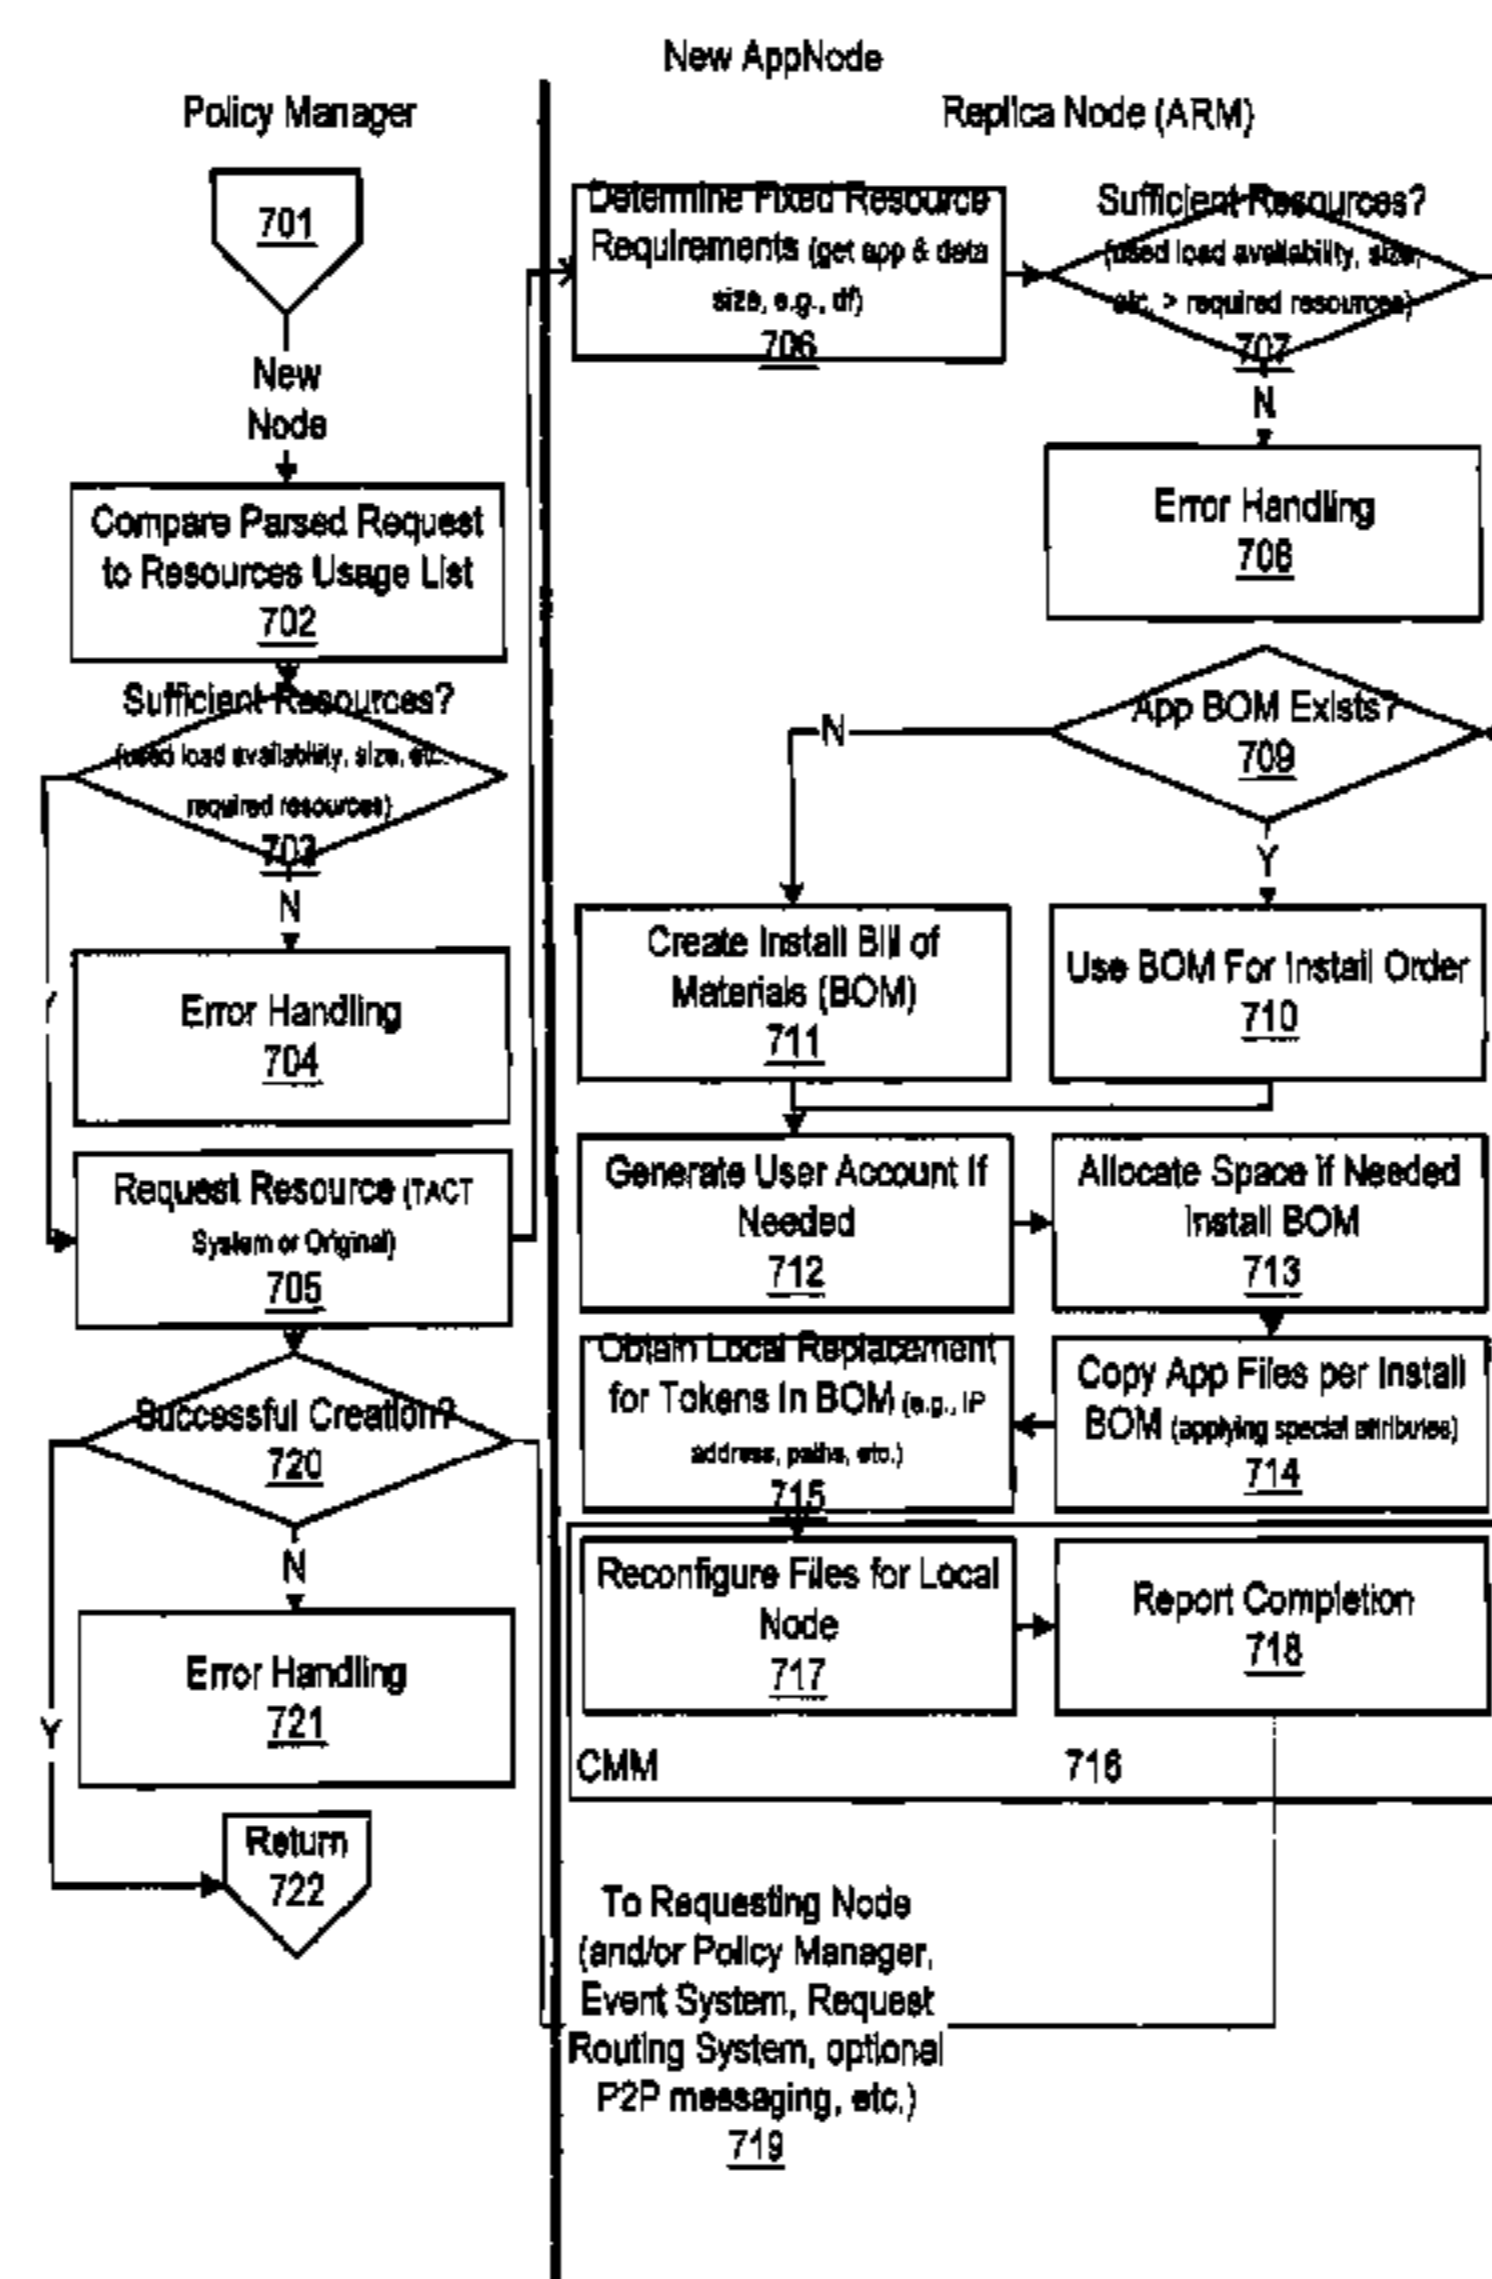 New AppNode
Policy Manager
Replica Node (ARM)
701
New
Node
Compare Parsed Request
to Resources Usage List
702
Sufficient Resources?
(used load availability, size, etc.
required resources)
703
N
Y
Error Handling
704
Request Resource (TACT
System or Original)
705
Successful Creation?
720
N
Error Handling
721
Y
Return
722
Determine Fixed Resource
Requirements (get app & data
size, e.g., df)
706
Sufficient Resources?
(used load availability, size,
etc. > required resources)
707
N
Error Handling
708
App BOM Exists?
709
N
Y
Create Install Bill of
Materials (BOM)
711
Use BOM For Install Order
710
Generate User Account If
Needed
712
Allocate Space if Needed
Install BOM
713
Obtain Local Replacement
for Tokens In BOM (e.g., IP
address, paths, etc.)
715
Copy App Files per Install
BOM (applying special attributes)
714
Reconfigure Files for Local
Node
717
Report Completion
718
CMM
716
To Requesting Node
(and/or Policy Manager,
Event System, Request
Routing System, optional
P2P messaging, etc.)
719